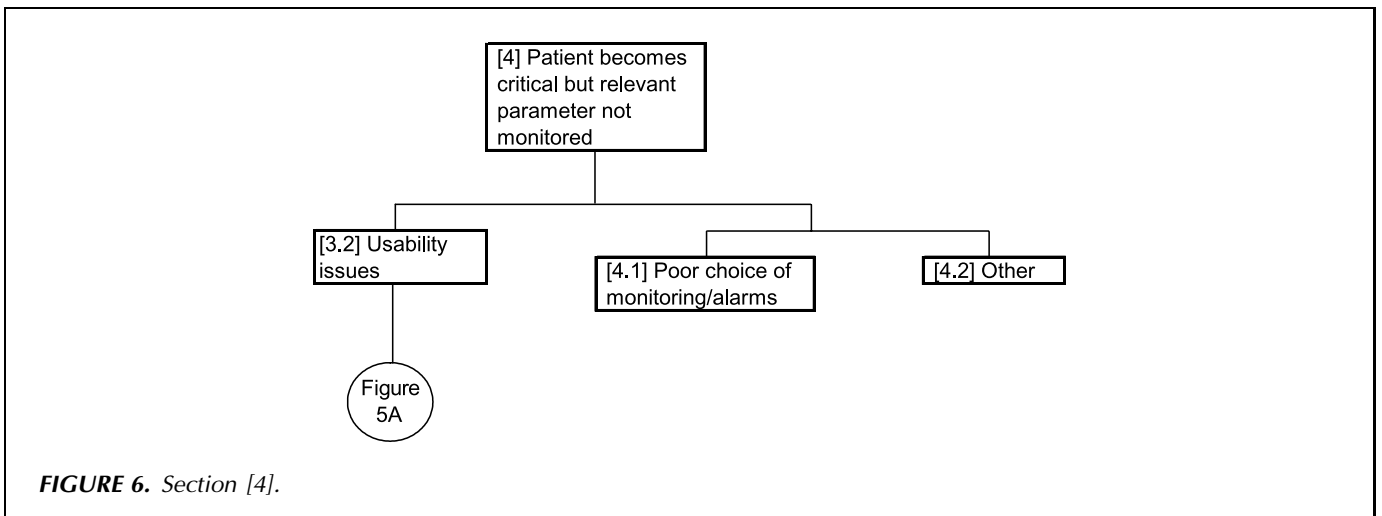 [4] Patient becomes
critical but relevant
parameter not
monitored
[3.2] Usability
issues
[4.1] Poor choice of
monitoring/alarms
[4.2] Other
Figure
5A
FIGURE 6. Section [4].